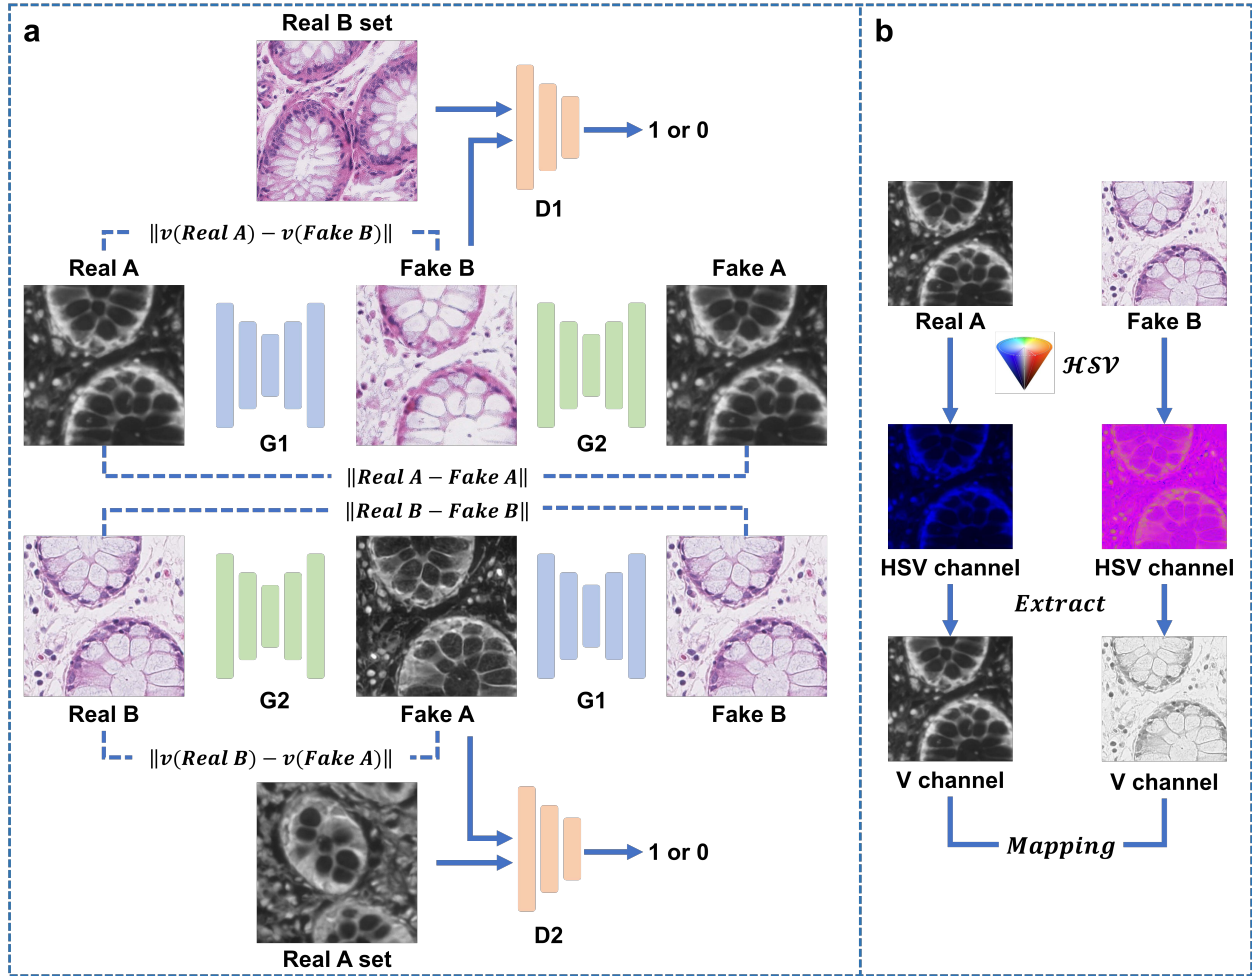 a
Real B set
1 or 0
D1
‖v(Real A) − v(Fake B)‖
Real A
Fake B
Fake A
G1
G2
‖Real A − Fake A‖
‖Real B − Fake B‖
Real B
G2
Fake A
G1
Fake B
‖v(Real B) − v(Fake A)‖
1 or 0
D2
Real A set
b
Real A
Fake B
HSV
HSV channel
HSV channel
Extract
V channel
V channel
Mapping